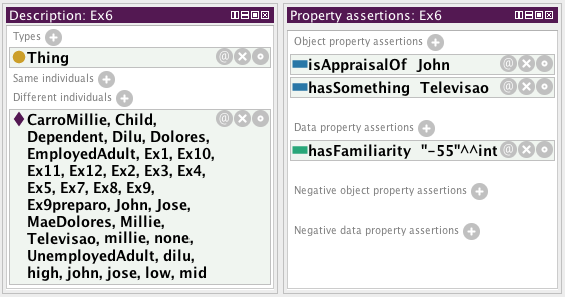 Description: Ex6
Types
Thing
Same individuals
Different individuals
CarroMillie, Child,
Dependent, Dilu, Dolores,
EmployedAdult, Ex1, Ex10,
Ex11, Ex12, Ex2, Ex3, Ex4,
Ex5, Ex7, Ex8, Ex9,
Ex9preparo, John, Jose,
MaeDolores, Millie,
Televisao, millie, none,
UnemployedAdult, dilu,
high, john, jose, low, mid
Property assertions: Ex6
Object property assertions
isAppraisalOf John
hasSomething Televisao
Data property assertions
hasFamiliarity "-55"^^int
Negative object property assertions
Negative data property assertions